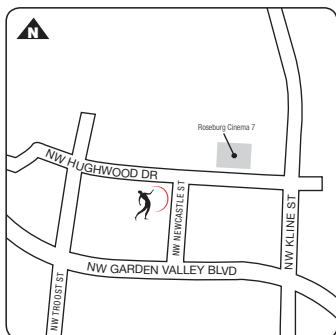 N
Roseburg Cinema 7
NW HUGHWOOD DR
NW NEWCASTLE ST
NW KLINE ST
NW GARDEN VALLEY BLVD
NW TROOST ST